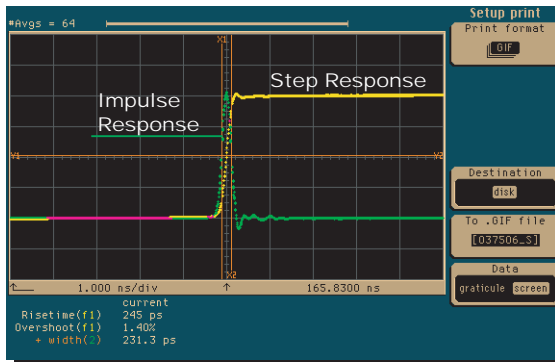 #Avgs = 64
Setup print
Print format
GIF
X1
Step Response
Impulse
Response
Y1
Y2
Destination
disk
To .GIF file
[037506_S]
X2
Data
graticule screen
1.000 ns/div
165.8300 ns
current
Risetime(f1) 245 ps
Overshoot(f1) 1.40%
+ width(2) 231.3 ps